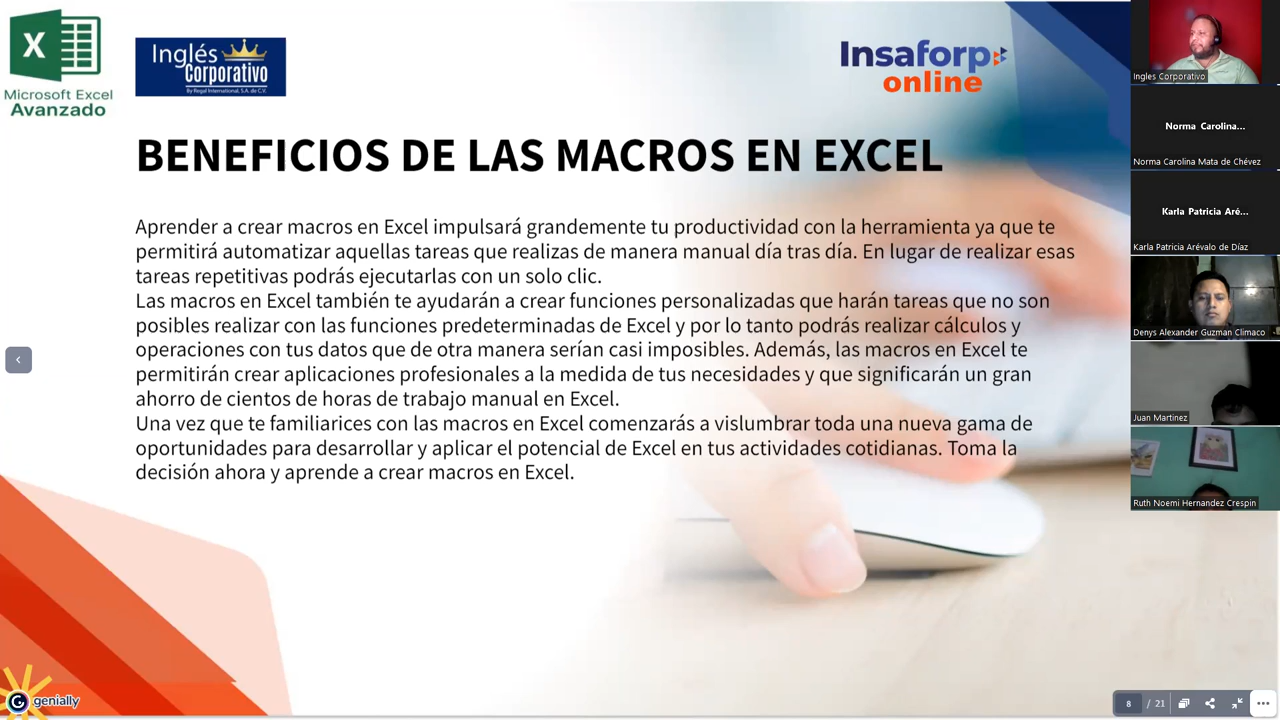 Microsoft Excel
Avanzado
Inglés
Corporativo
By Regal International, S.A. de C.V.
Insaforp
online
BENEFICIOS DE LAS MACROS EN EXCEL
Aprender a crear macros en Excel impulsará grandemente tu productividad con la herramienta ya que te
permitirá automatizar aquellas tareas que realizas de manera manual día tras día. En lugar de realizar esas
tareas repetitivas podrás ejecutarlas con un solo clic.
Las macros en Excel también te ayudarán a crear funciones personalizadas que harán tareas que no son
posibles realizar con las funciones predeterminadas de Excel y por lo tanto podrás realizar cálculos y
operaciones con tus datos que de otra manera serían casi imposibles. Además, las macros en Excel te
permitirán crear aplicaciones profesionales a la medida de tus necesidades y que significarán un gran
ahorro de cientos de horas de trabajo manual en Excel.
Una vez que te familiarices con las macros en Excel comenzarás a vislumbrar toda una nueva gama de
oportunidades para desarrollar y aplicar el potencial de Excel en tus actividades cotidianas. Toma la
decisión ahora y aprende a crear macros en Excel.
genially
8 / 21
Ingles Corporativo
Norma Carolina...
Norma Carolina Mata de Chévez
Karla Patricia Aré...
Karla Patricia Arévalo de Díaz
Denys Alexander Guzman Climaco
Juan Martinez
Ruth Noemi Hernandez Crespin